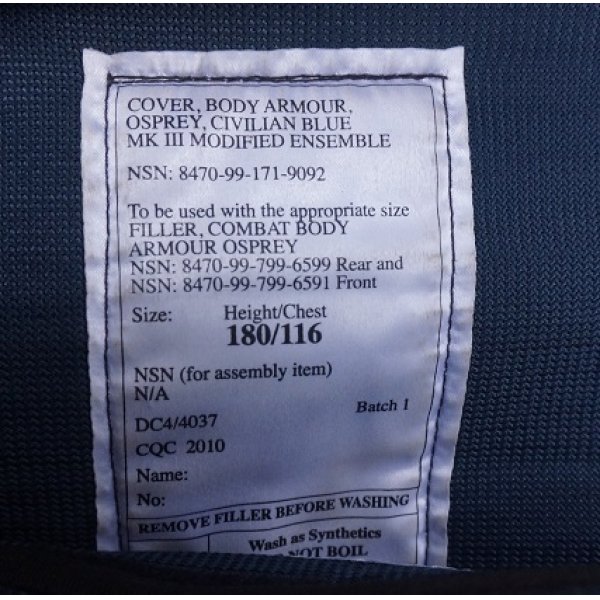 COVER, BODY ARMOUR,
OSPREY, CIVILIAN BLUE
MK III MODIFIED ENSEMBLE
NSN: 8470-99-171-9092
To be used with the appropriate size
FILLER, COMBAT BODY
ARMOUR OSPREY
NSN: 8470-99-799-6599 Rear and
NSN: 8470-99-799-6591 Front
Size: Height/Chest
180/116
NSN (for assembly item)
N/A
Batch 1
DC4/4037
CQC 2010
Name:
No:
REMOVE FILLER BEFORE WASHING
Wash as Synthetics
NOT BOIL